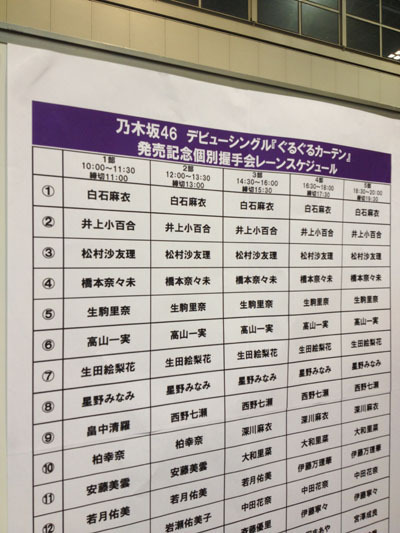 乃木坂46 デビューシングル『ぐるぐるカーテン』
発売記念個別握手会レーンスケジュール
1部 2部 3部 4部 5部
10:00~11:30 12:00~13:30 14:30~16:00 16:30~18:00 18:30~20:00
締切11:00 締切13:00 締切15:30 締切17:30 締切19:30
① 白石麻衣 白石麻衣 白石麻衣 白石麻衣 白石麻衣
② 井上小百合 井上小百合 井上小百合 井上小百合 井上小百合
③ 松村沙友理 松村沙友理 松村沙友理 松村沙友理 松村沙友理
④ 橋本奈々未 橋本奈々未 橋本奈々未 橋本奈々未 橋本奈々未
⑤ 生駒里奈 生駒里奈 生駒里奈 生駒里奈 生駒里奈
⑥ 高山一実 高山一実 高山一実 高山一実 高山一実
⑦ 生田絵梨花 生田絵梨花 生田絵梨花 生田絵梨花 生田絵梨花
⑧ 星野みなみ 星野みなみ 星野みなみ 星野みなみ 星野みなみ
⑨ 畠中清羅 西野七瀬 西野七瀬 西野七瀬 西野七瀬
⑩ 柏幸奈 柏幸奈 深川麻衣 深川麻衣 深川麻衣
⑪ 安藤美雲 安藤美雲 大和里菜 大和里菜 大和里菜
⑫ 若月佑美 若月佑美 若月佑美 伊藤万理華 伊藤万理華
岩瀬佑美子 中田花奈 中田花奈 中田花奈
斎藤優里 伊藤寧々 伊藤寧々
宮澤成良